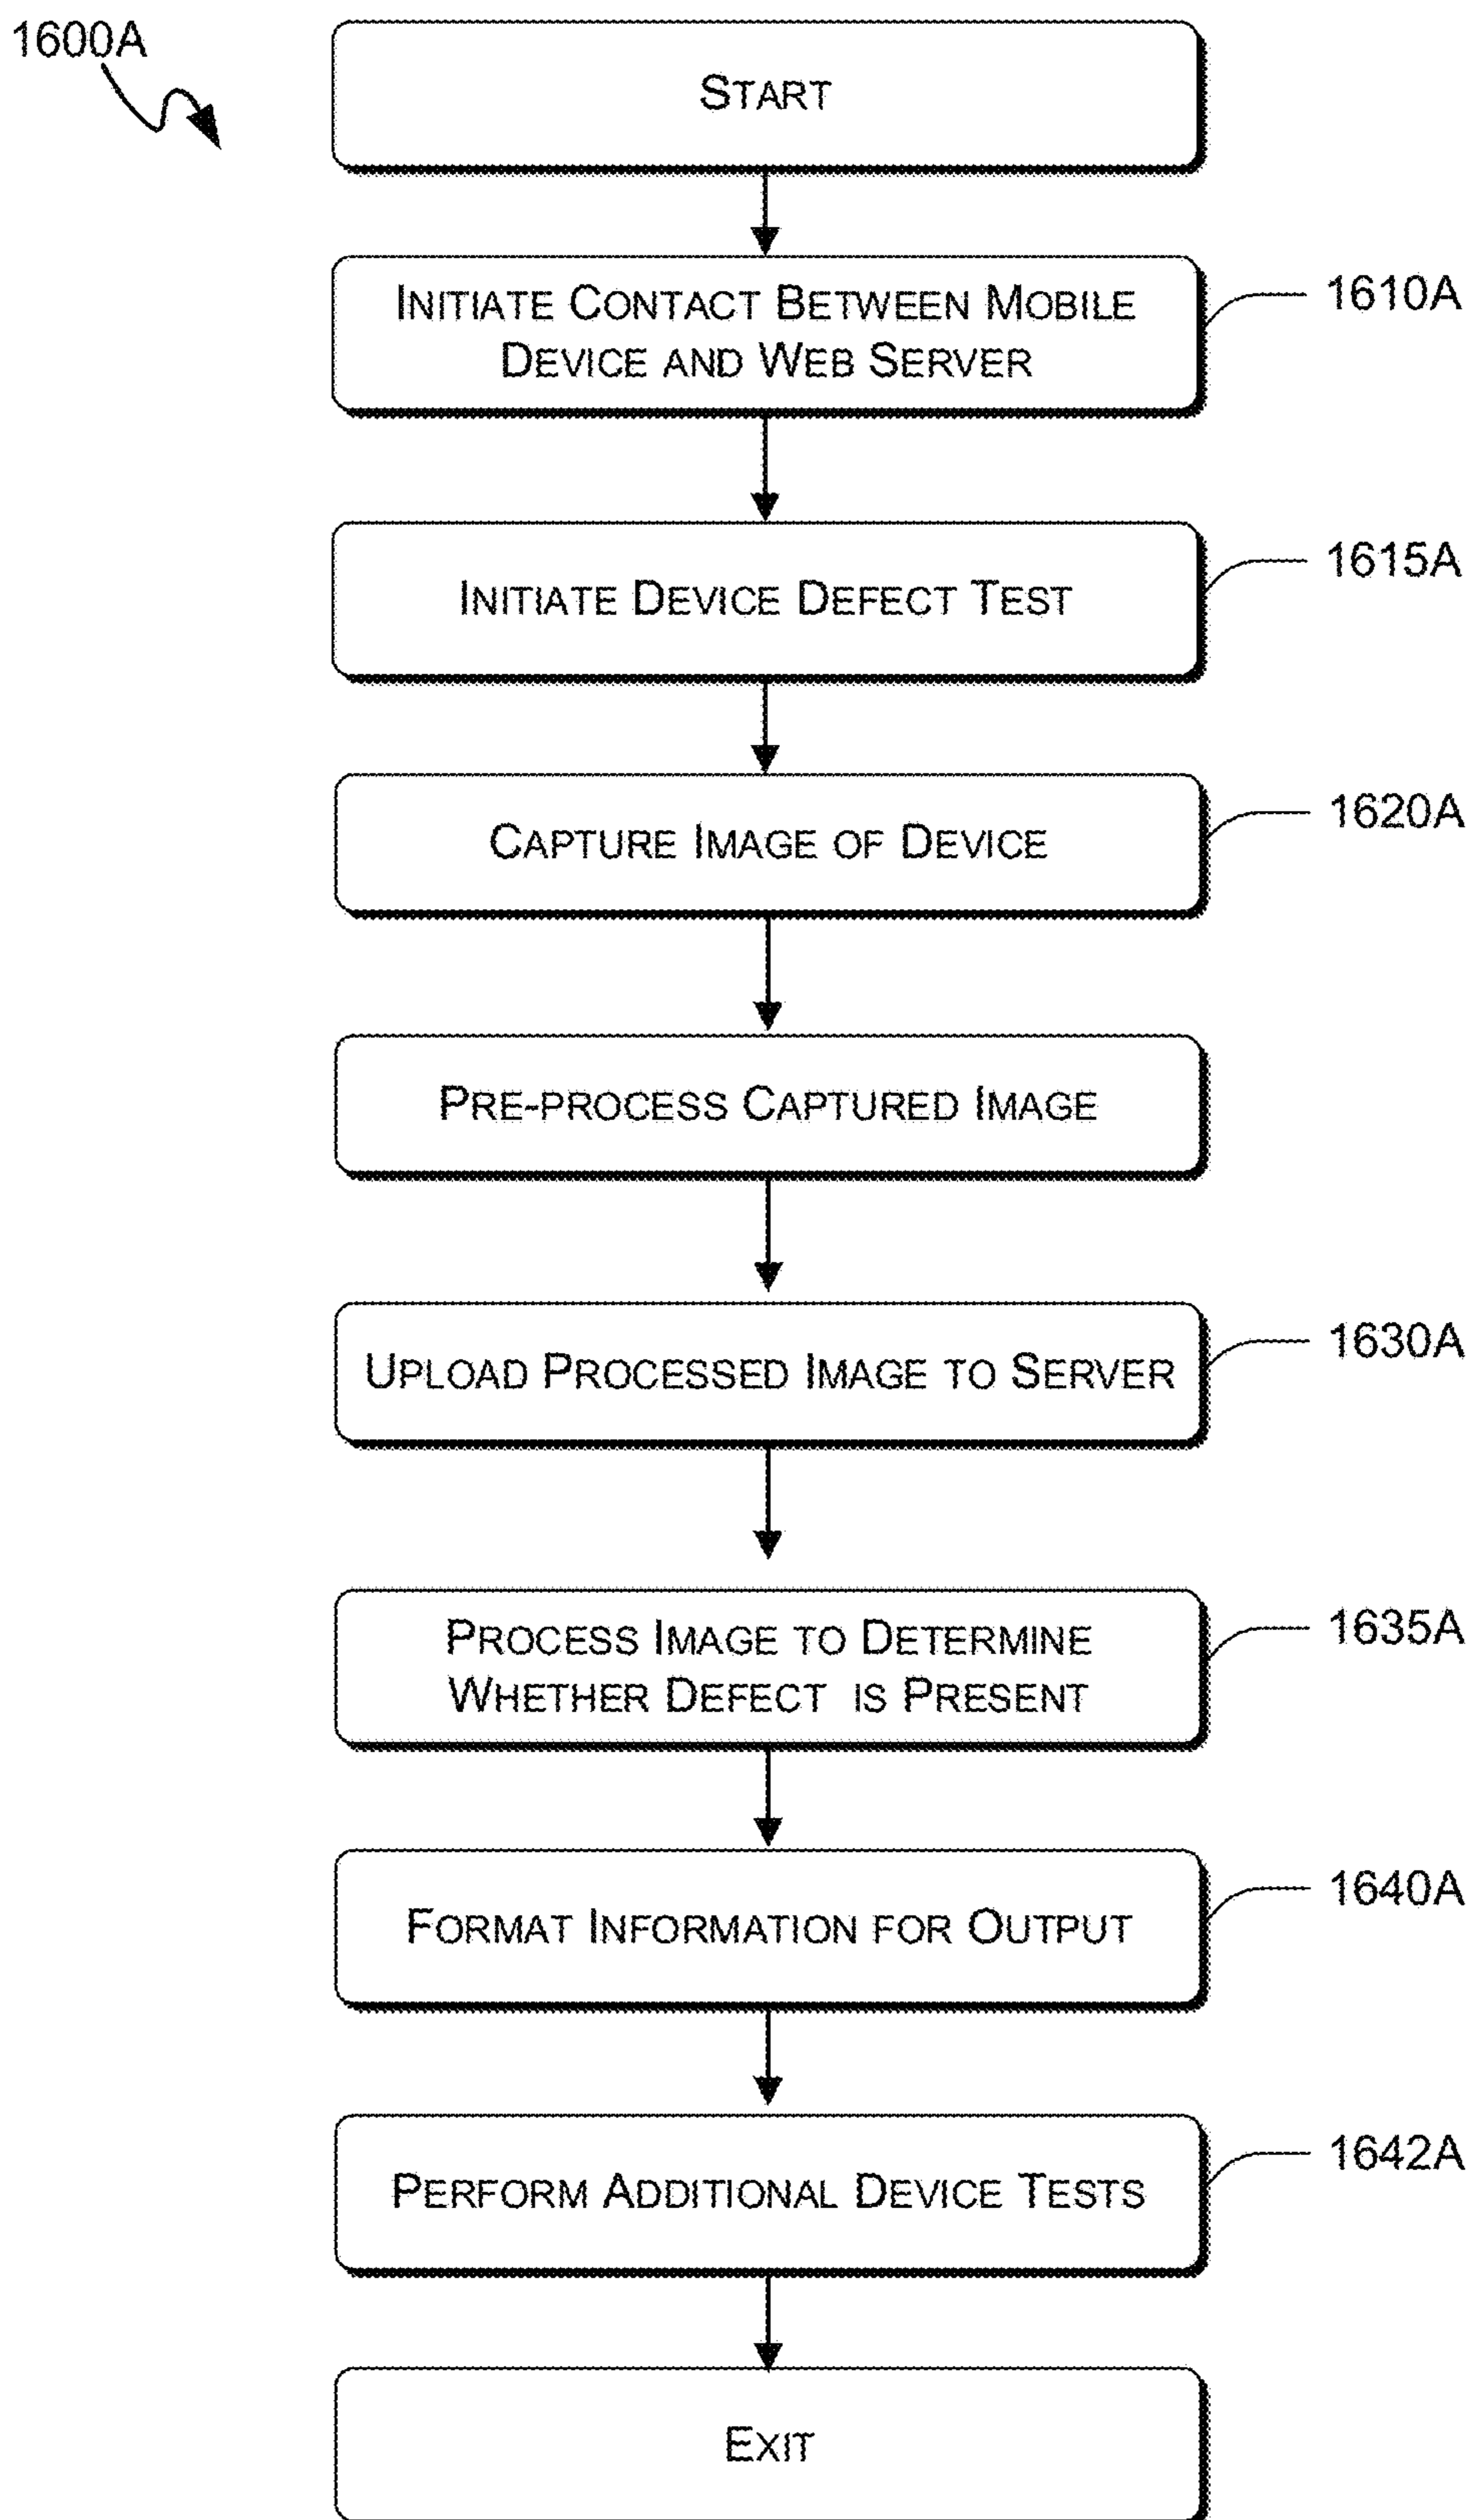 1600A
START
INITIATE CONTACT BETWEEN MOBILE
DEVICE AND WEB SERVER
1610A
INITIATE DEVICE DEFECT TEST
1615A
CAPTURE IMAGE OF DEVICE
1620A
PRE-PROCESS CAPTURED IMAGE
UPLOAD PROCESSED IMAGE TO SERVER
1630A
PROCESS IMAGE TO DETERMINE
WHETHER DEFECT IS PRESENT
1635A
FORMAT INFORMATION FOR OUTPUT
1640A
PERFORM ADDITIONAL DEVICE TESTS
1642A
EXIT